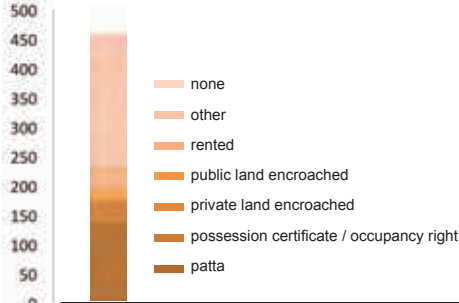 500
450
400
350
300
250
200
150
100
50
0
none
other
rented
public land encroached
private land encroached
possession certificate / occupancy right
patta